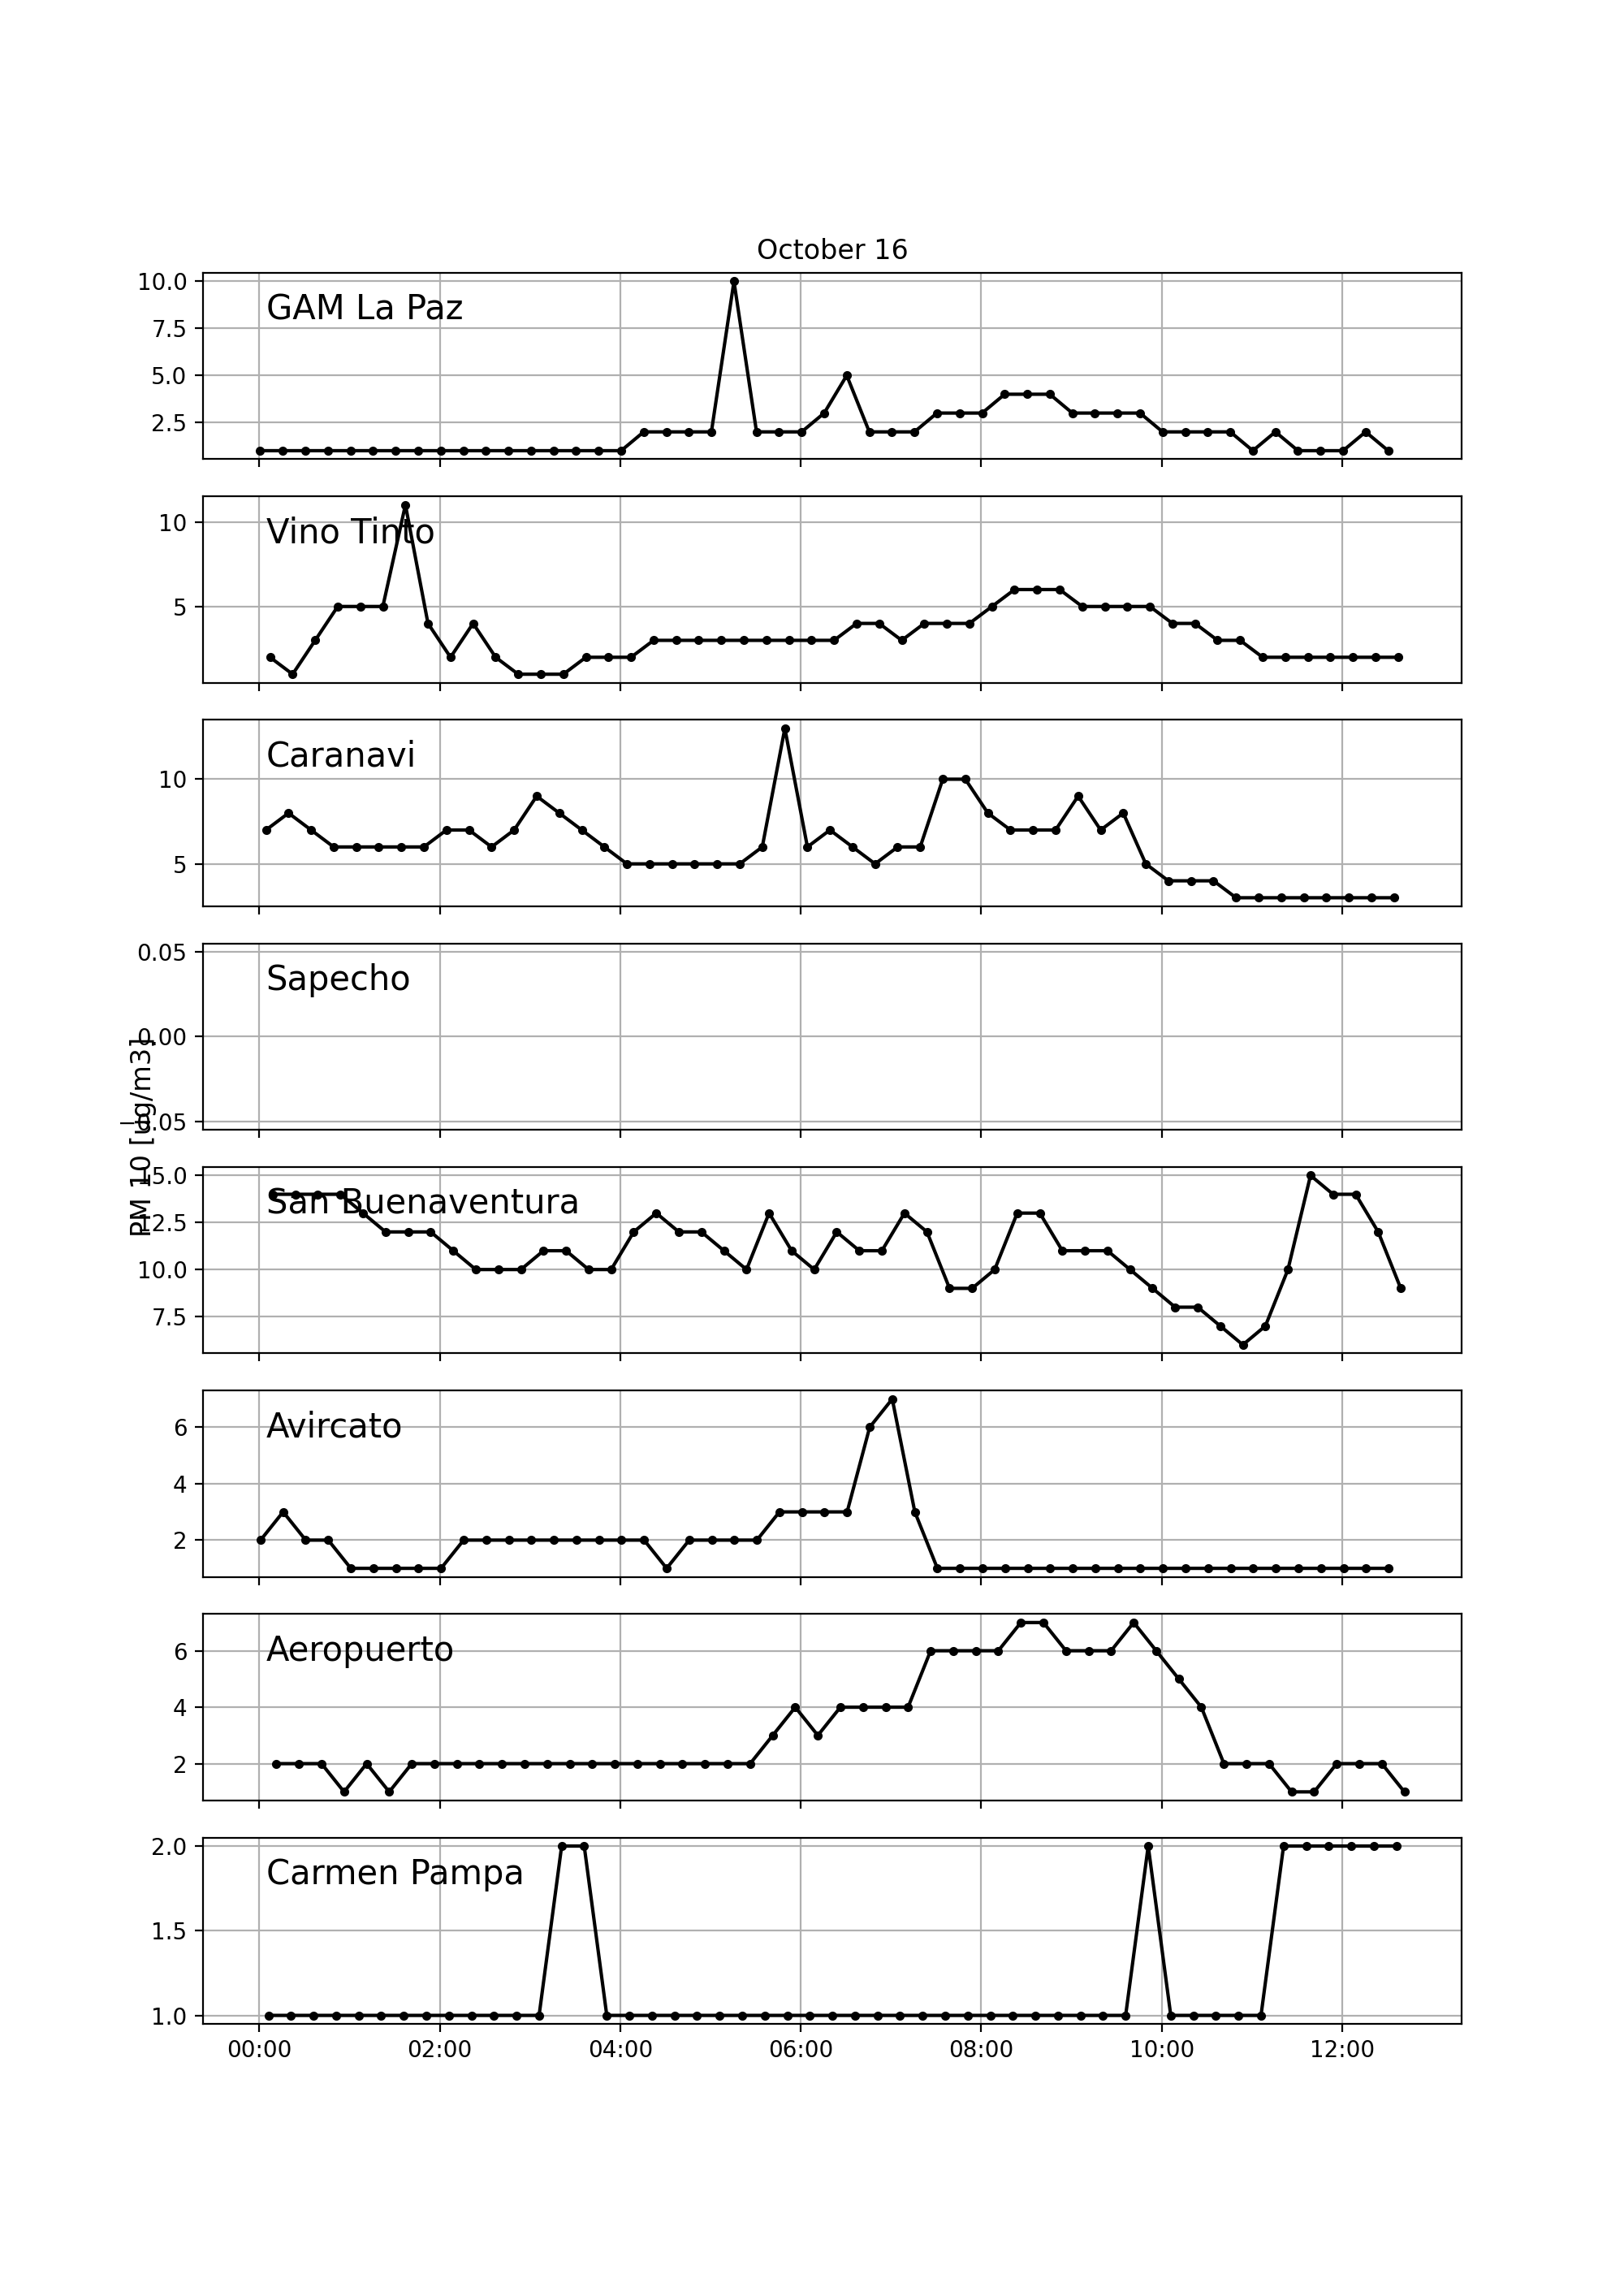 October 16
10.0
7.5
5.0
2.5
GAM La Paz
10
5
Vino Tinto
10
5
Caranavi
0.05
0.00
−0.05
Sapecho
PM 10 [ug/m3]
15.0
12.5
10.0
7.5
San Buenaventura
6
4
2
Avircato
6
4
2
Aeropuerto
2.0
1.5
1.0
Carmen Pampa
00:00 02:00 04:00 06:00 08:00 10:00 12:00